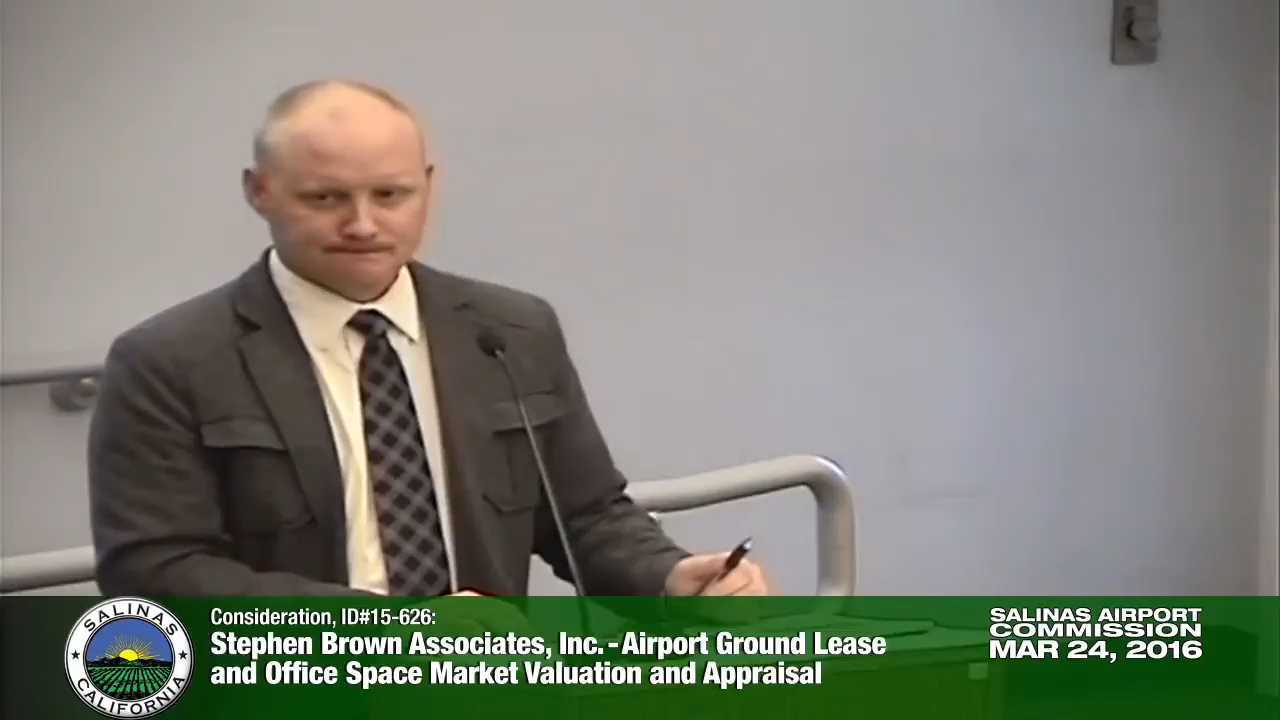 SALINAS
CALIFORNIA
Consideration, ID#15-626:
Stephen Brown Associates, Inc. - Airport Ground Lease
and Office Space Market Valuation and Appraisal
SALINAS AIRPORT
COMMISSION
MAR 24, 2016